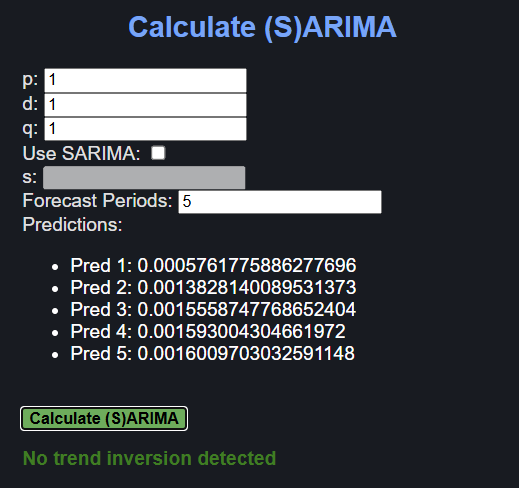 Calculate (S)ARIMA
p: 1
d: 1
q: 1
Use SARIMA:
s:
Forecast Periods: 5
Predictions:
• Pred 1: 0.0005761775886277696
• Pred 2: 0.0013828140089531373
• Pred 3: 0.0015558747768652404
• Pred 4: 0.001593004304661972
• Pred 5: 0.0016009703032591148
Calculate (S)ARIMA
No trend inversion detected